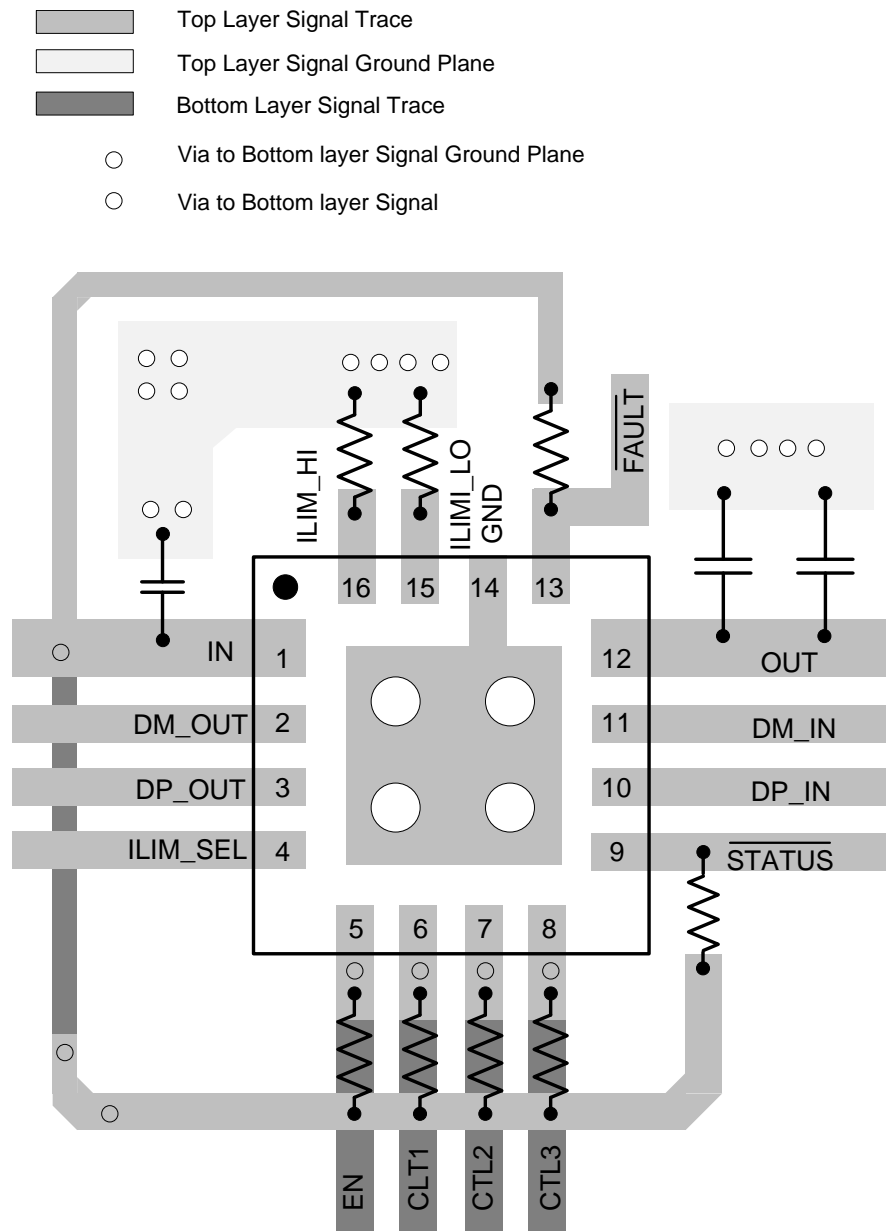 Top Layer Signal Trace
Top Layer Signal Ground Plane
Bottom Layer Signal Trace
Via to Bottom layer Signal Ground Plane
Via to Bottom layer Signal
ILIM_HI
ILIMI_LO
GND
FAULT
16
15
14
13
IN
1
12
OUT
DM_OUT
2
11
DM_IN
DP_OUT
3
10
DP_IN
ILIM_SEL
4
9
STATUS
5
6
7
8
EN
CLT1
CTL2
CTL3